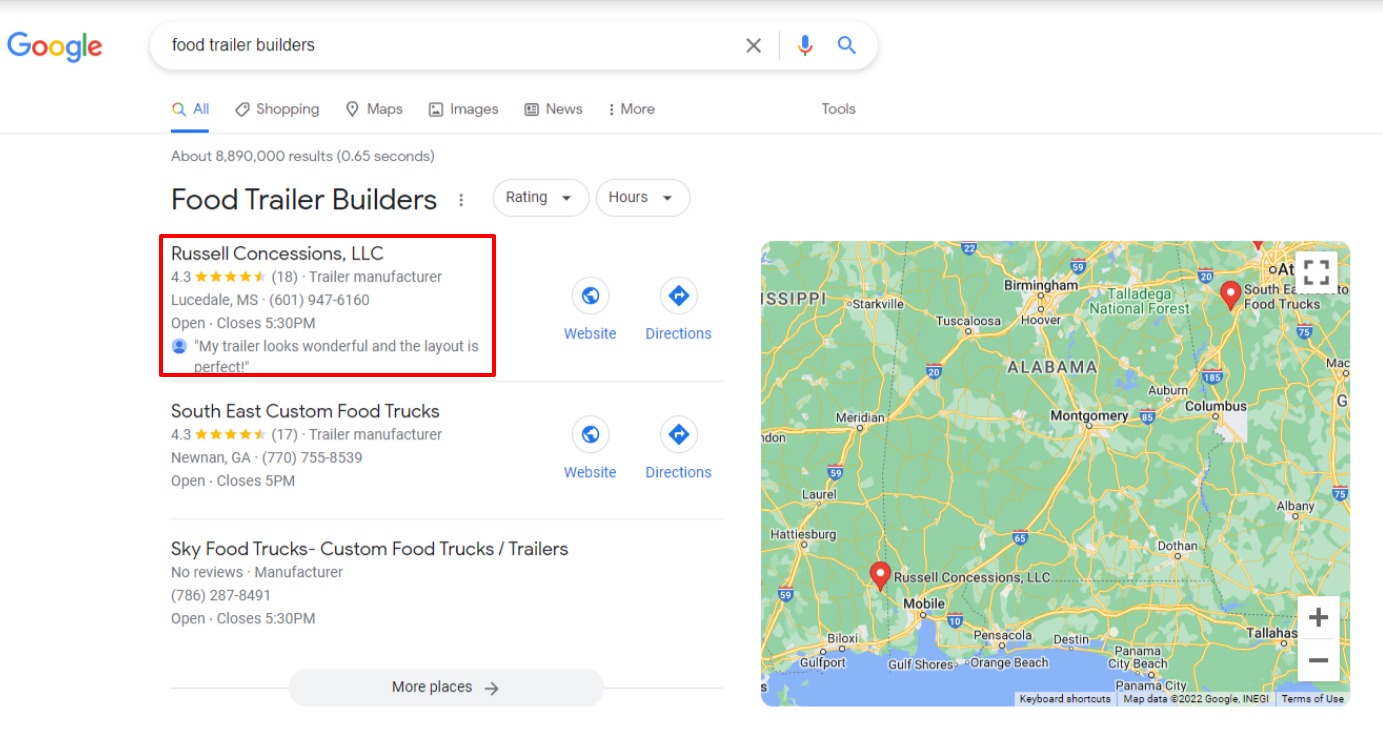 Google
food trailer builders
All
Shopping
Maps
Images
News
More
Tools
About 8,890,000 results (0.65 seconds)
Food Trailer Builders
Rating
Hours
Russell Concessions, LLC
4.3 (18) · Trailer manufacturer
Lucedale, MS · (601) 947-6160
Open · Closes 5:30PM
"My trailer looks wonderful and the layout is
perfect!"
Website
Directions
South East Custom Food Trucks
4.3 (17) · Trailer manufacturer
Newnan, GA · (770) 755-8539
Open · Closes 5PM
Website
Directions
Sky Food Trucks- Custom Food Trucks / Trailers
No reviews · Manufacturer
(786) 287-8491
Open · Closes 5:30PM
More places
22
59
20
At
Birmingham
ISSIPPI
Starkville
Talladega
National Forest
South Ea
to
Food Trucks
Tuscaloosa
Hoover
75
Mac
ALABAMA
20
185
Auburn
G
Columbus
Meridian
Montgomery
85
ndon
59
Laurel
75
Albany
Hattiesburg
65
Dothan
Russell Concessions, LLC
59
Mobile
10
Tallahas
Biloxi
Pensacola
Destin
Gulfport
Gulf Shores
Orange Beach
Panama
City Beach
Panama City
s
Keyboard shortcuts
Map data ©2022 Google, INEGI
Terms of Use